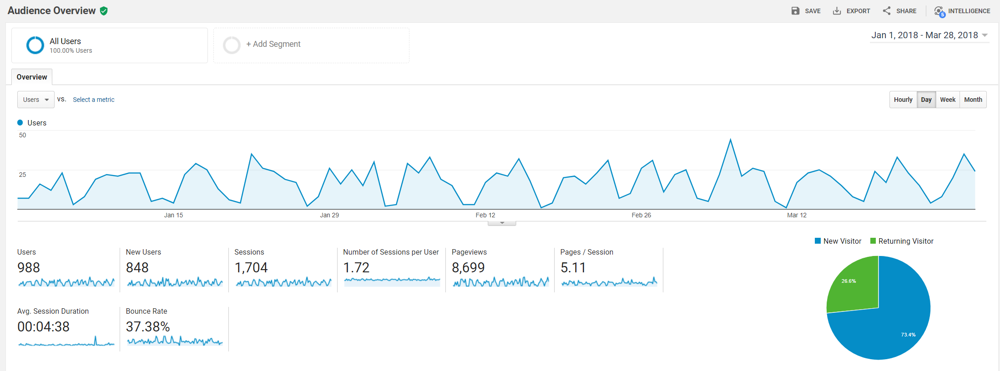 Audience Overview
SAVE EXPORT SHARE 5 INTELLIGENCE
All Users
100.00% Users
+ Add Segment
Jan 1, 2018 - Mar 28, 2018
Overview
Users vs. Select a metric
Hourly Day Week Month
Users
50
25
Jan 15 Jan 29 Feb 12 Feb 26 Mar 12
New Visitor Returning Visitor
Users
988
New Users
848
Sessions
1,704
Number of Sessions per User
1.72
Pageviews
8,699
Pages / Session
5.11
Avg. Session Duration
00:04:38
Bounce Rate
37.38%
26.6%
73.4%